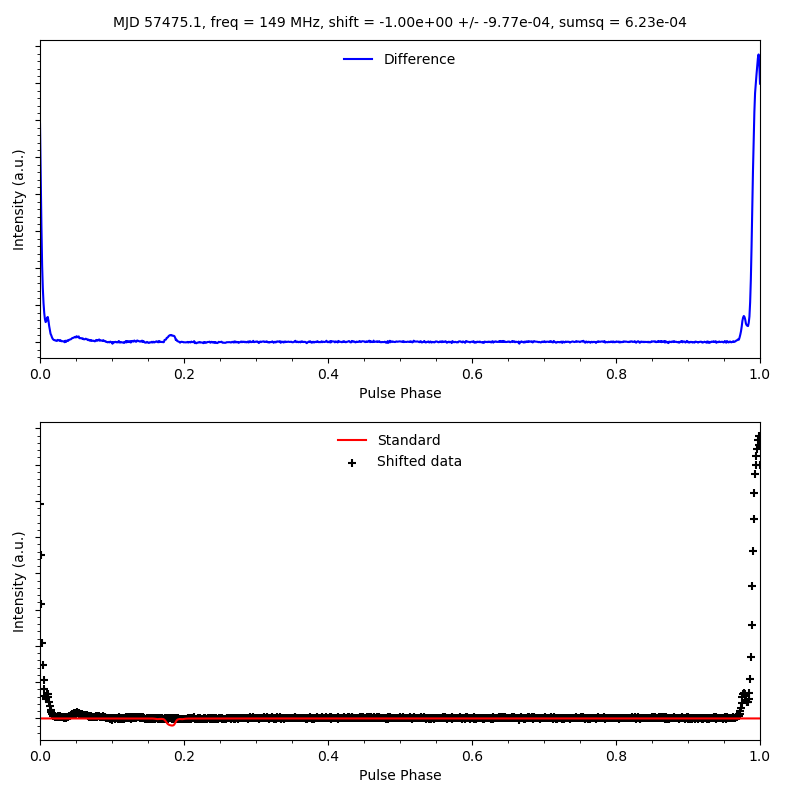 MJD 57475.1, freq = 149 MHz, shift = -1.00e+00 +/- -9.77e-04, sumsq = 6.23e-04
Difference
Intensity (a.u.)
0.0 0.2 0.4 0.6 0.8 1.0
Pulse Phase
Standard
Shifted data
Intensity (a.u.)
0.0 0.2 0.4 0.6 0.8 1.0
Pulse Phase